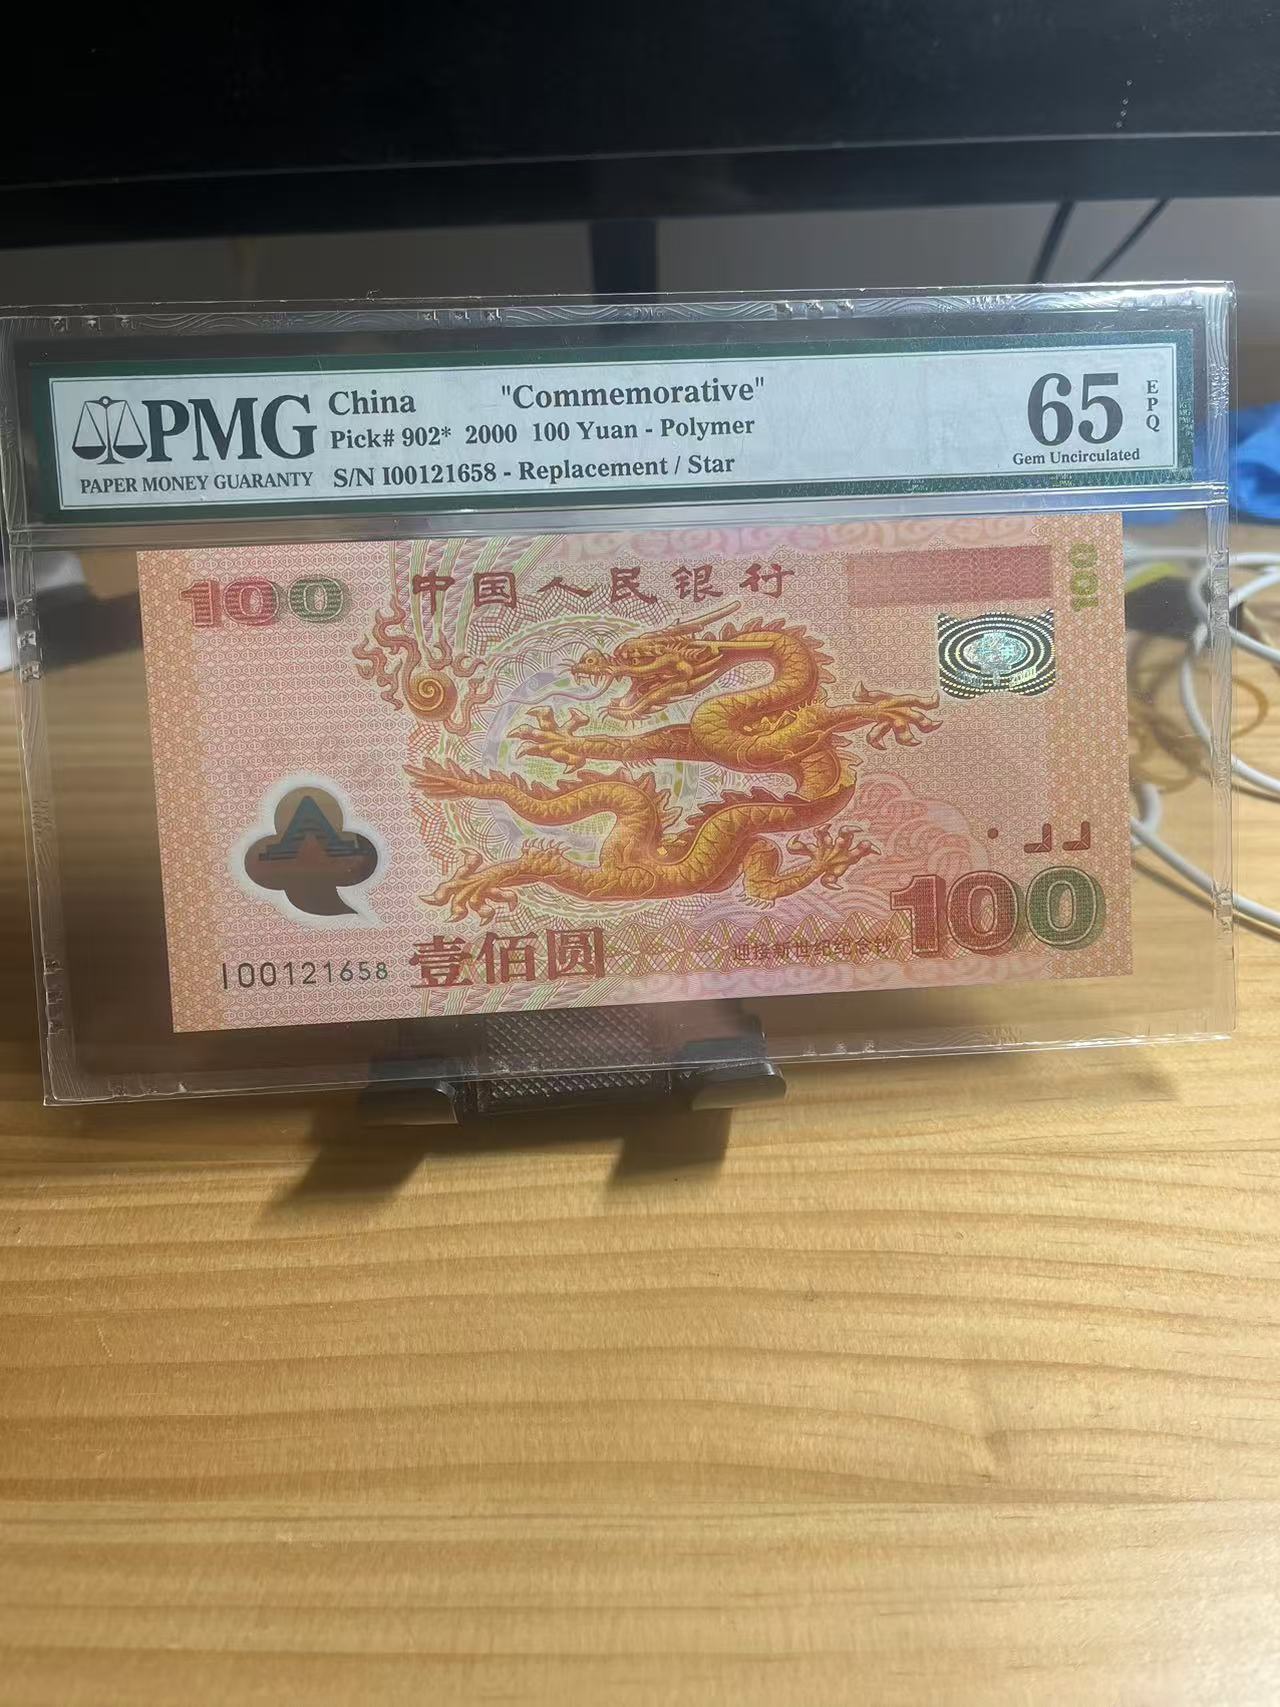 PMG
PAPER MONEY GUARANTY
China "Commemorative"
Pick# 902* 2000 100 Yuan - Polymer
S/N I00121658 - Replacement / Star
65
EPQ
Gem Uncirculated
100
中国人民银行
100
100
I00121658
壹佰圆
迎接新世纪纪念钞